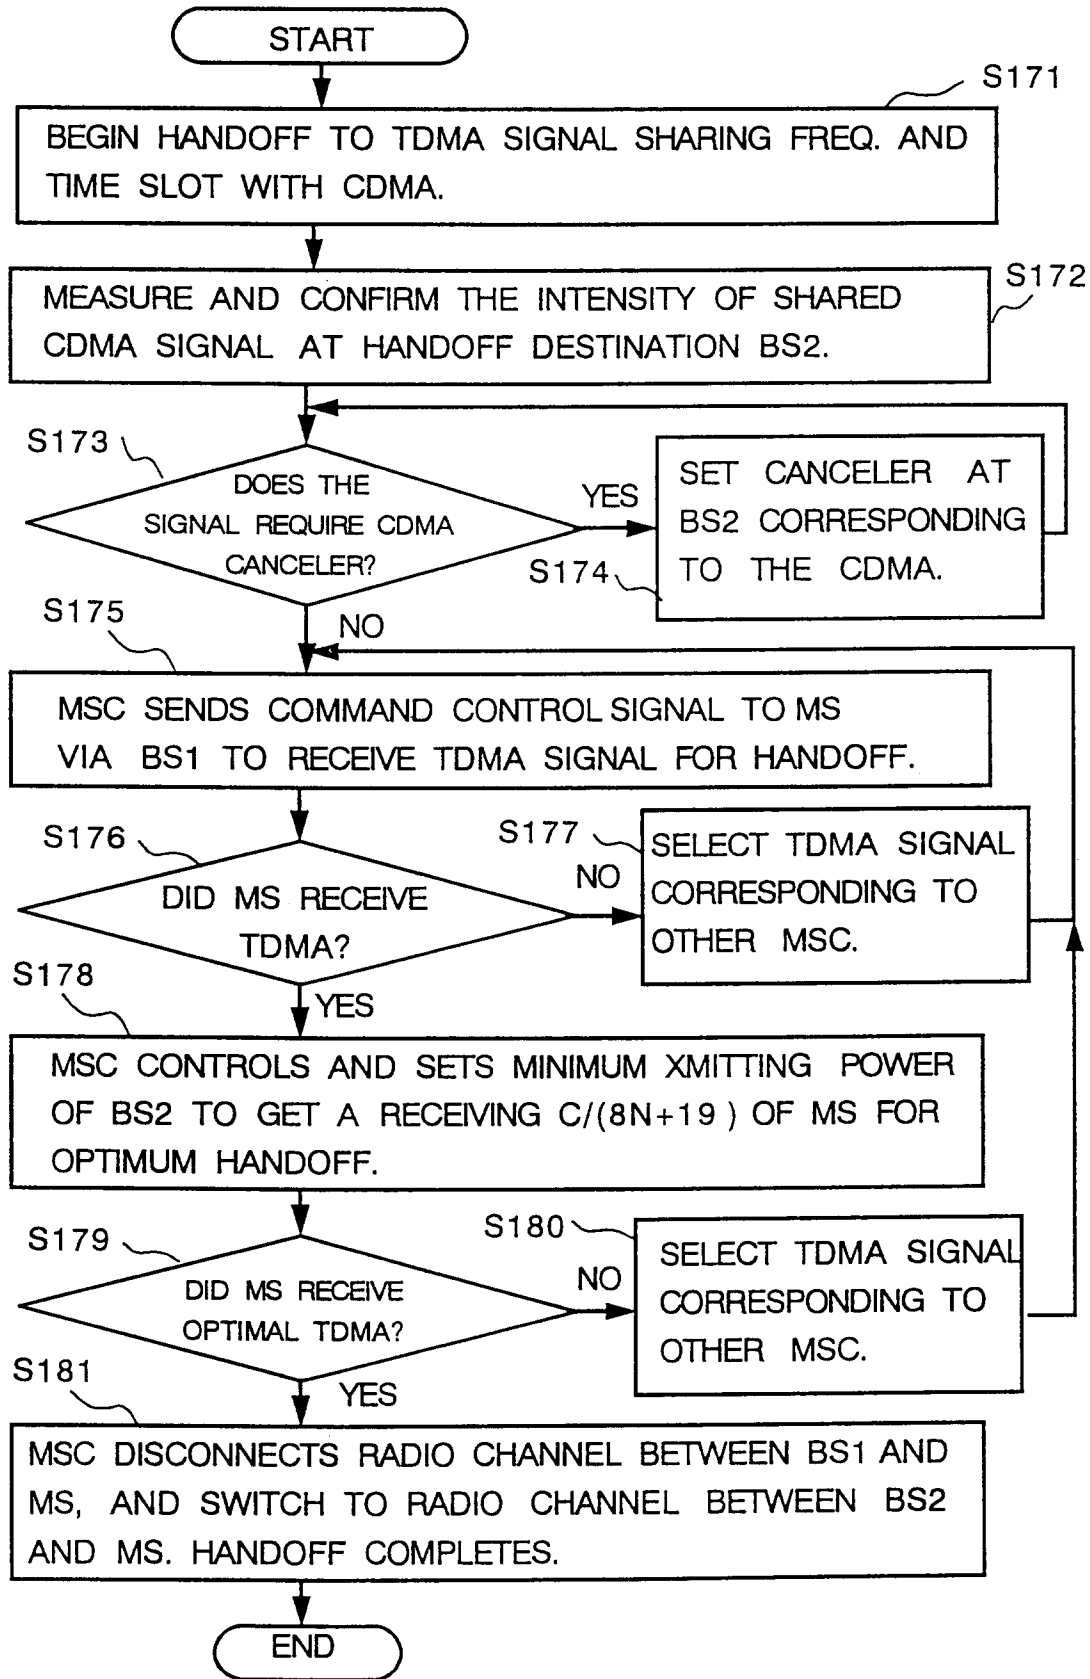 START
S171
BEGIN HANDOFF TO TDMA SIGNAL SHARING FREQ. AND
TIME SLOT WITH CDMA.
S172
MEASURE AND CONFIRM THE INTENSITY OF SHARED
CDMA SIGNAL AT HANDOFF DESTINATION BS2.
S173
DOES THE
SIGNAL REQUIRE CDMA
CANCELER?
YES
S174
SET CANCELER AT
BS2 CORRESPONDING
TO THE CDMA.
NO
S175
MSC SENDS COMMAND CONTROL SIGNAL TO MS
VIA BS1 TO RECEIVE TDMA SIGNAL FOR HANDOFF.
S176
DID MS RECEIVE
TDMA?
NO
S177
SELECT TDMA SIGNAL
CORRESPONDING TO
OTHER MSC.
YES
S178
MSC CONTROLS AND SETS MINIMUM XMITTING POWER
OF BS2 TO GET A RECEIVING C/(8N+19) OF MS FOR
OPTIMUM HANDOFF.
S179
DID MS RECEIVE
OPTIMAL TDMA?
NO
S180
SELECT TDMA SIGNAL
CORRESPONDING TO
OTHER MSC.
YES
S181
MSC DISCONNECTS RADIO CHANNEL BETWEEN BS1 AND
MS, AND SWITCH TO RADIO CHANNEL BETWEEN BS2
AND MS. HANDOFF COMPLETES.
END